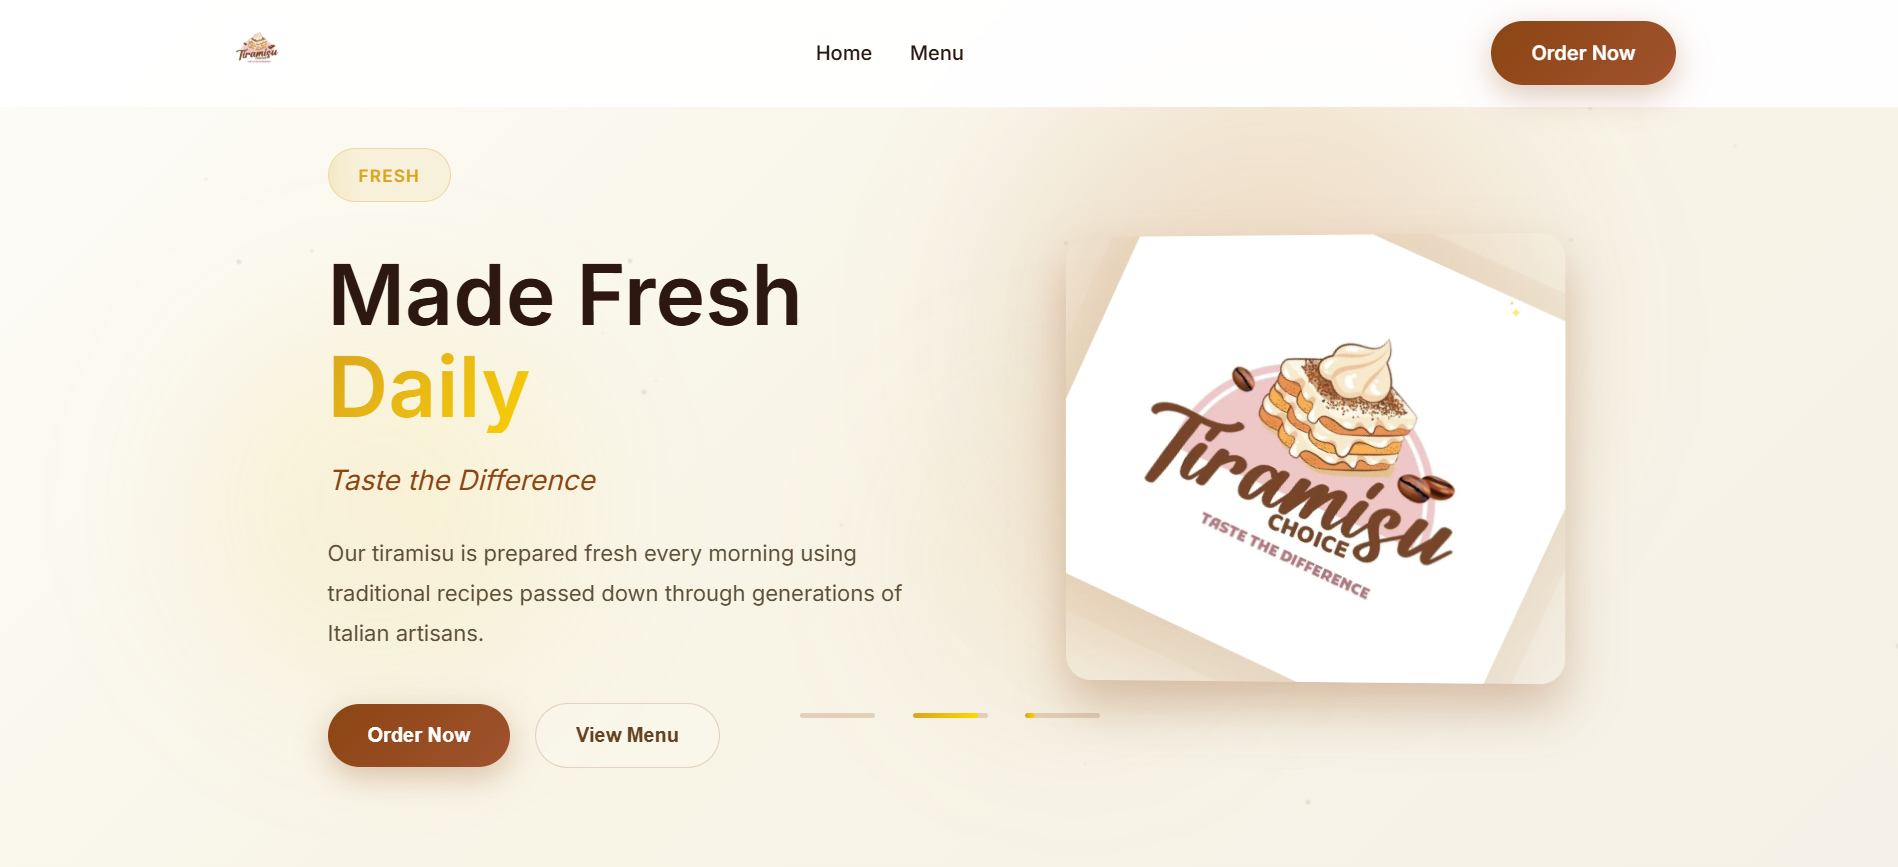 Tiramisu
Home
Menu
Order Now
FRESH
Made Fresh
Daily
Taste the Difference
Our tiramisu is prepared fresh every morning using
traditional recipes passed down through generations of
Italian artisans.
Order Now
View Menu
Tiramisu
CHOICE
TASTE THE DIFFERENCE